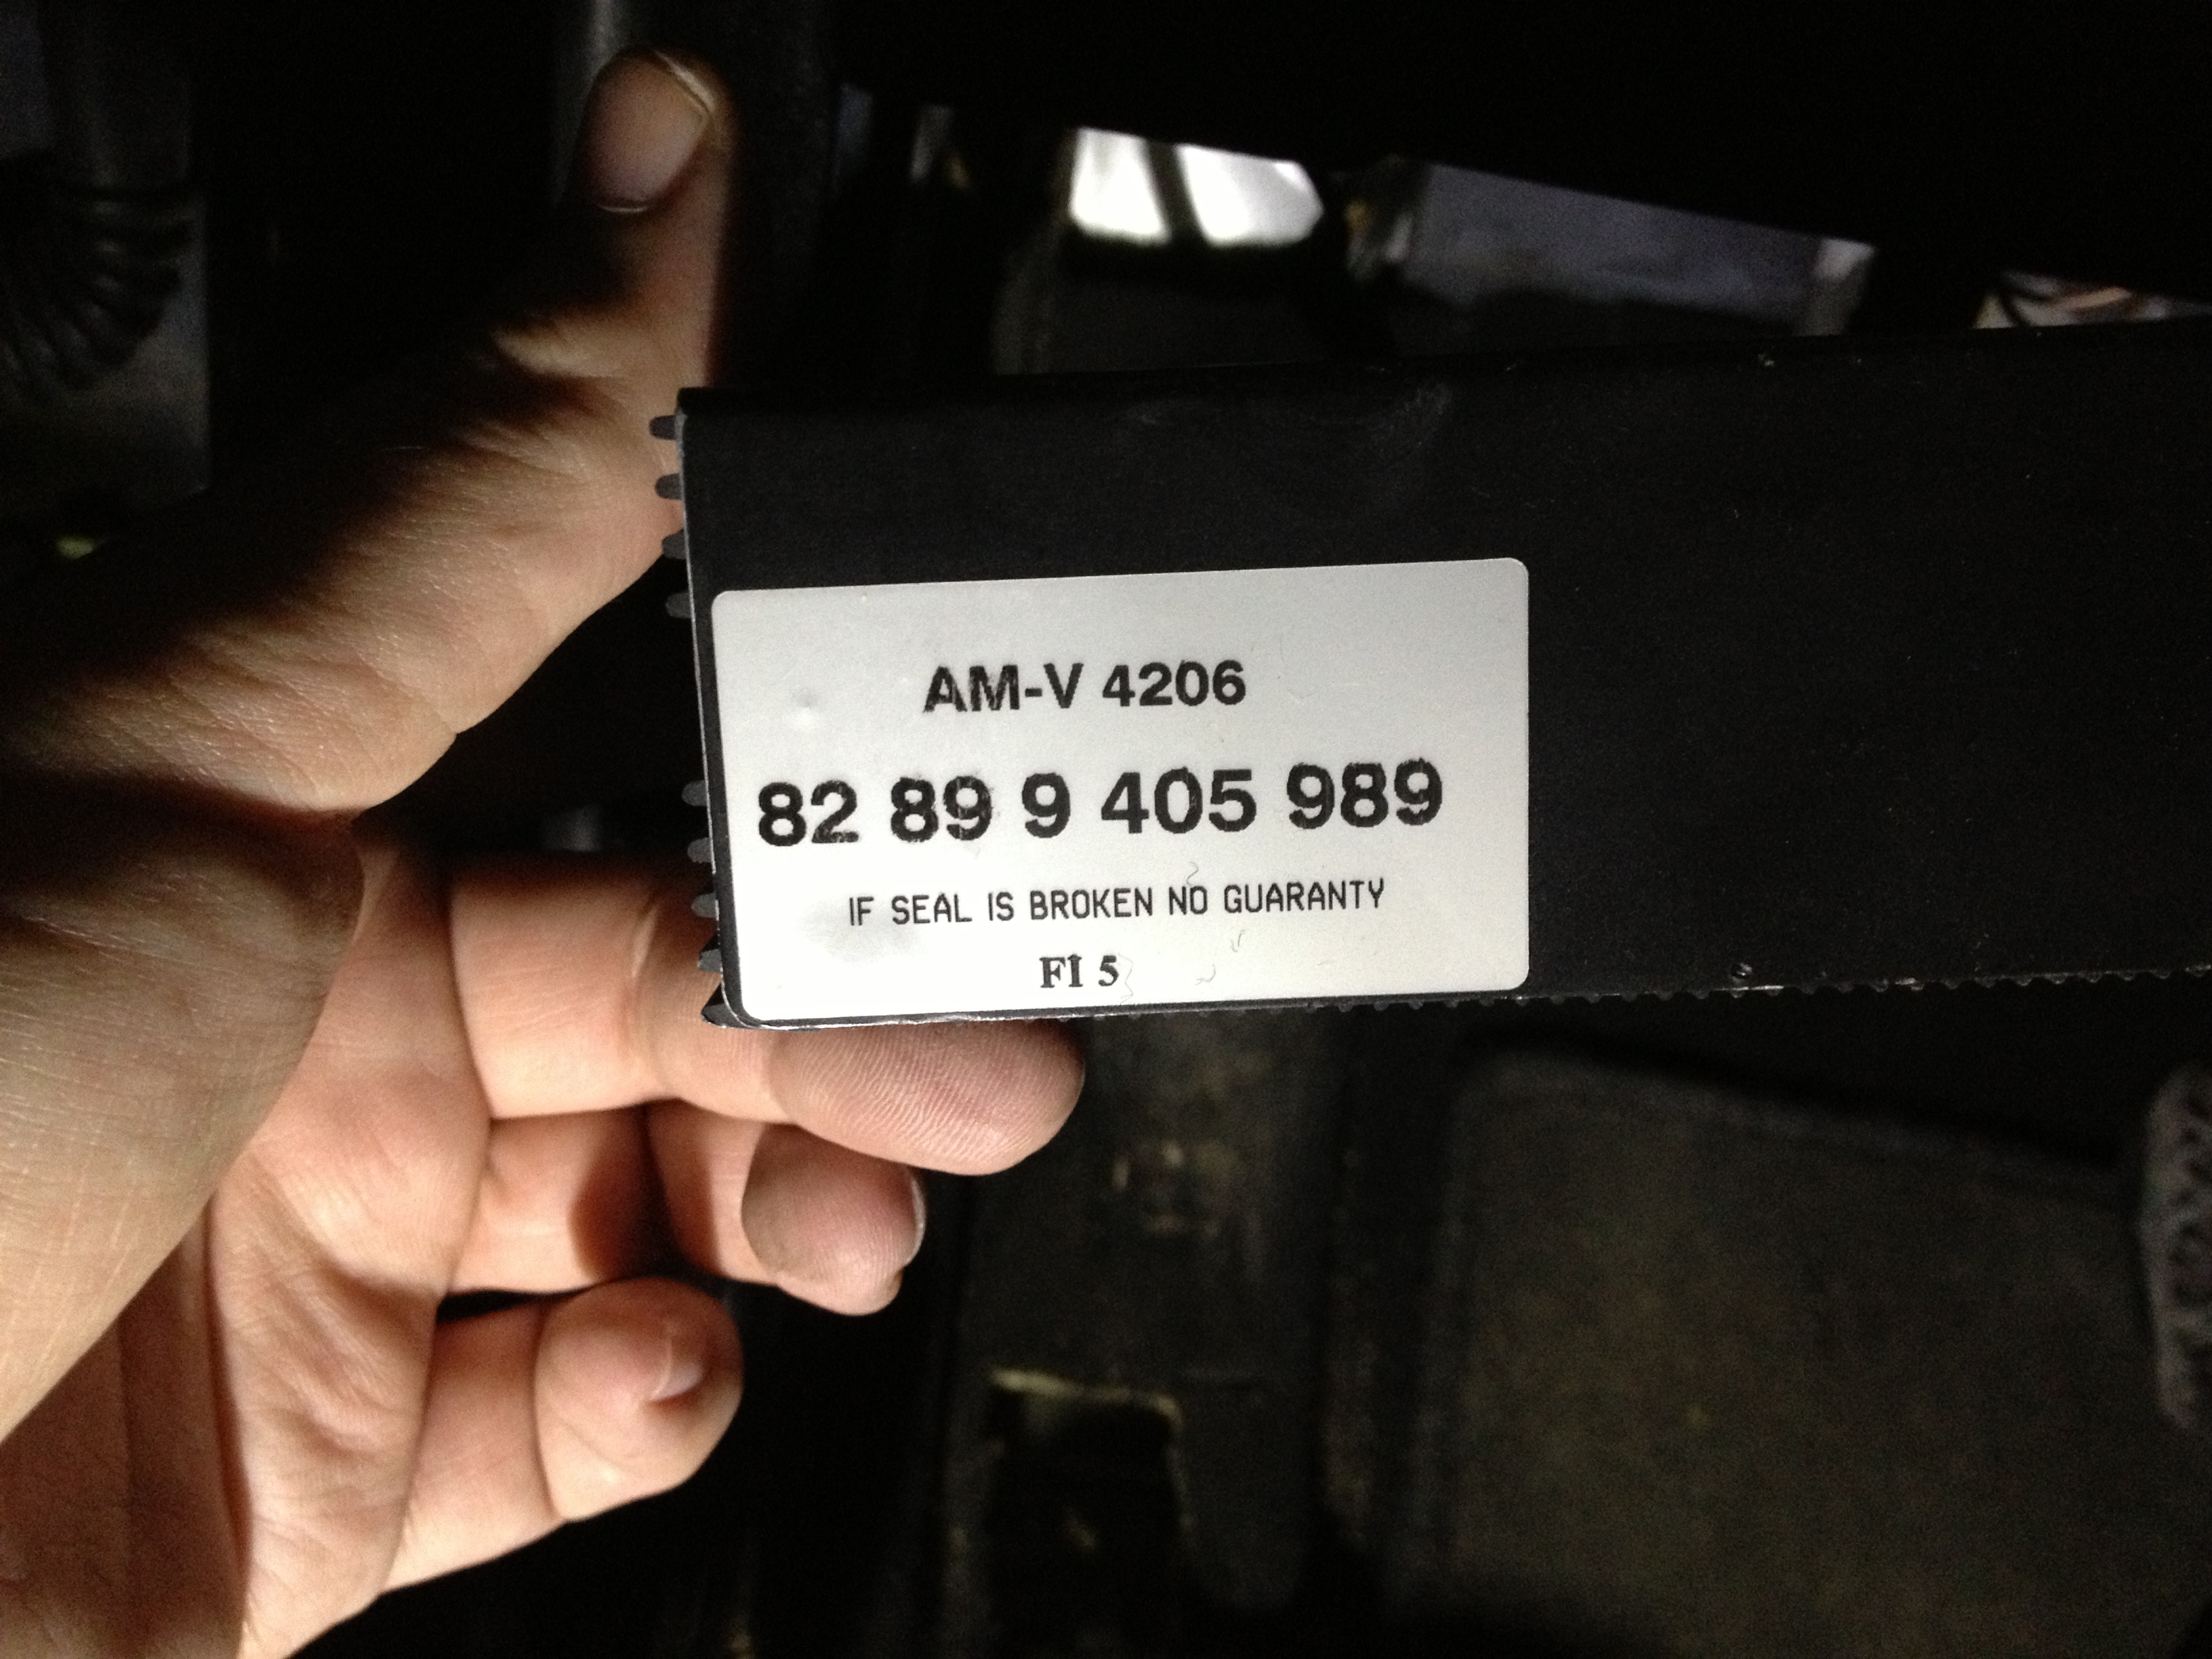 AM-V 4206
82 89 9 405 989
IF SEAL IS BROKEN NO GUARANTY
FI 5